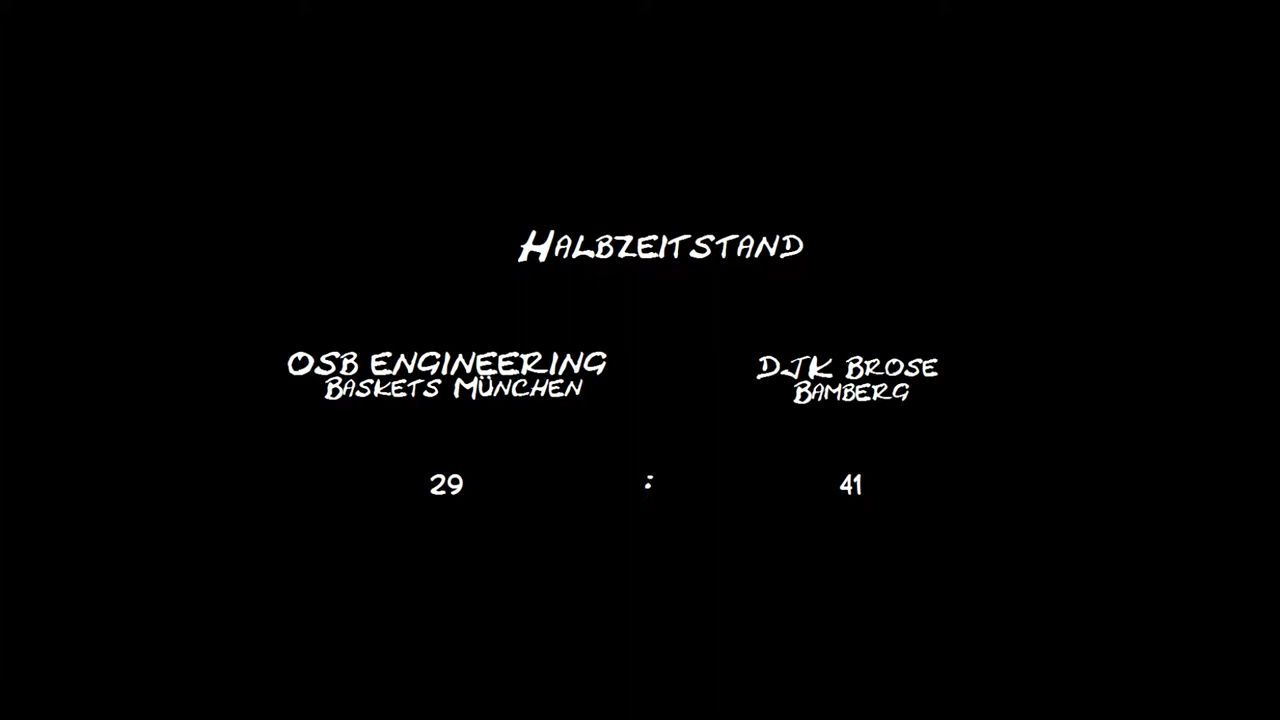 Halbzeitstand
OSB ENGINEERING
Baskets München
DJK Brose
Bamberg
29 : 41